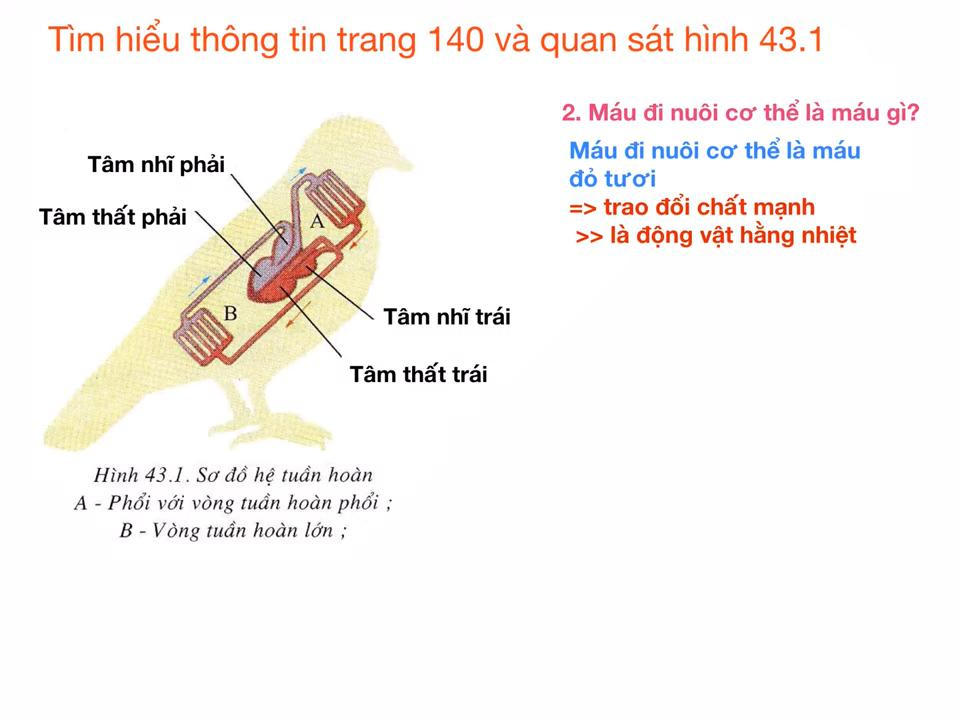 Tìm hiểu thông tin trang 140 và quan sát hình 43.1
2. Máu đi nuôi cơ thể là máu gì?
Máu đi nuôi cơ thể là máu
đỏ tươi
=> trao đổi chất mạnh
>> là động vật hằng nhiệt
Tâm nhĩ phải
Tâm thất phải
A
B
Tâm nhĩ trái
Tâm thất trái
Hình 43.1. Sơ đồ hệ tuần hoàn
A - Phổi với vòng tuần hoàn phổi ;
B - Vòng tuần hoàn lớn ;